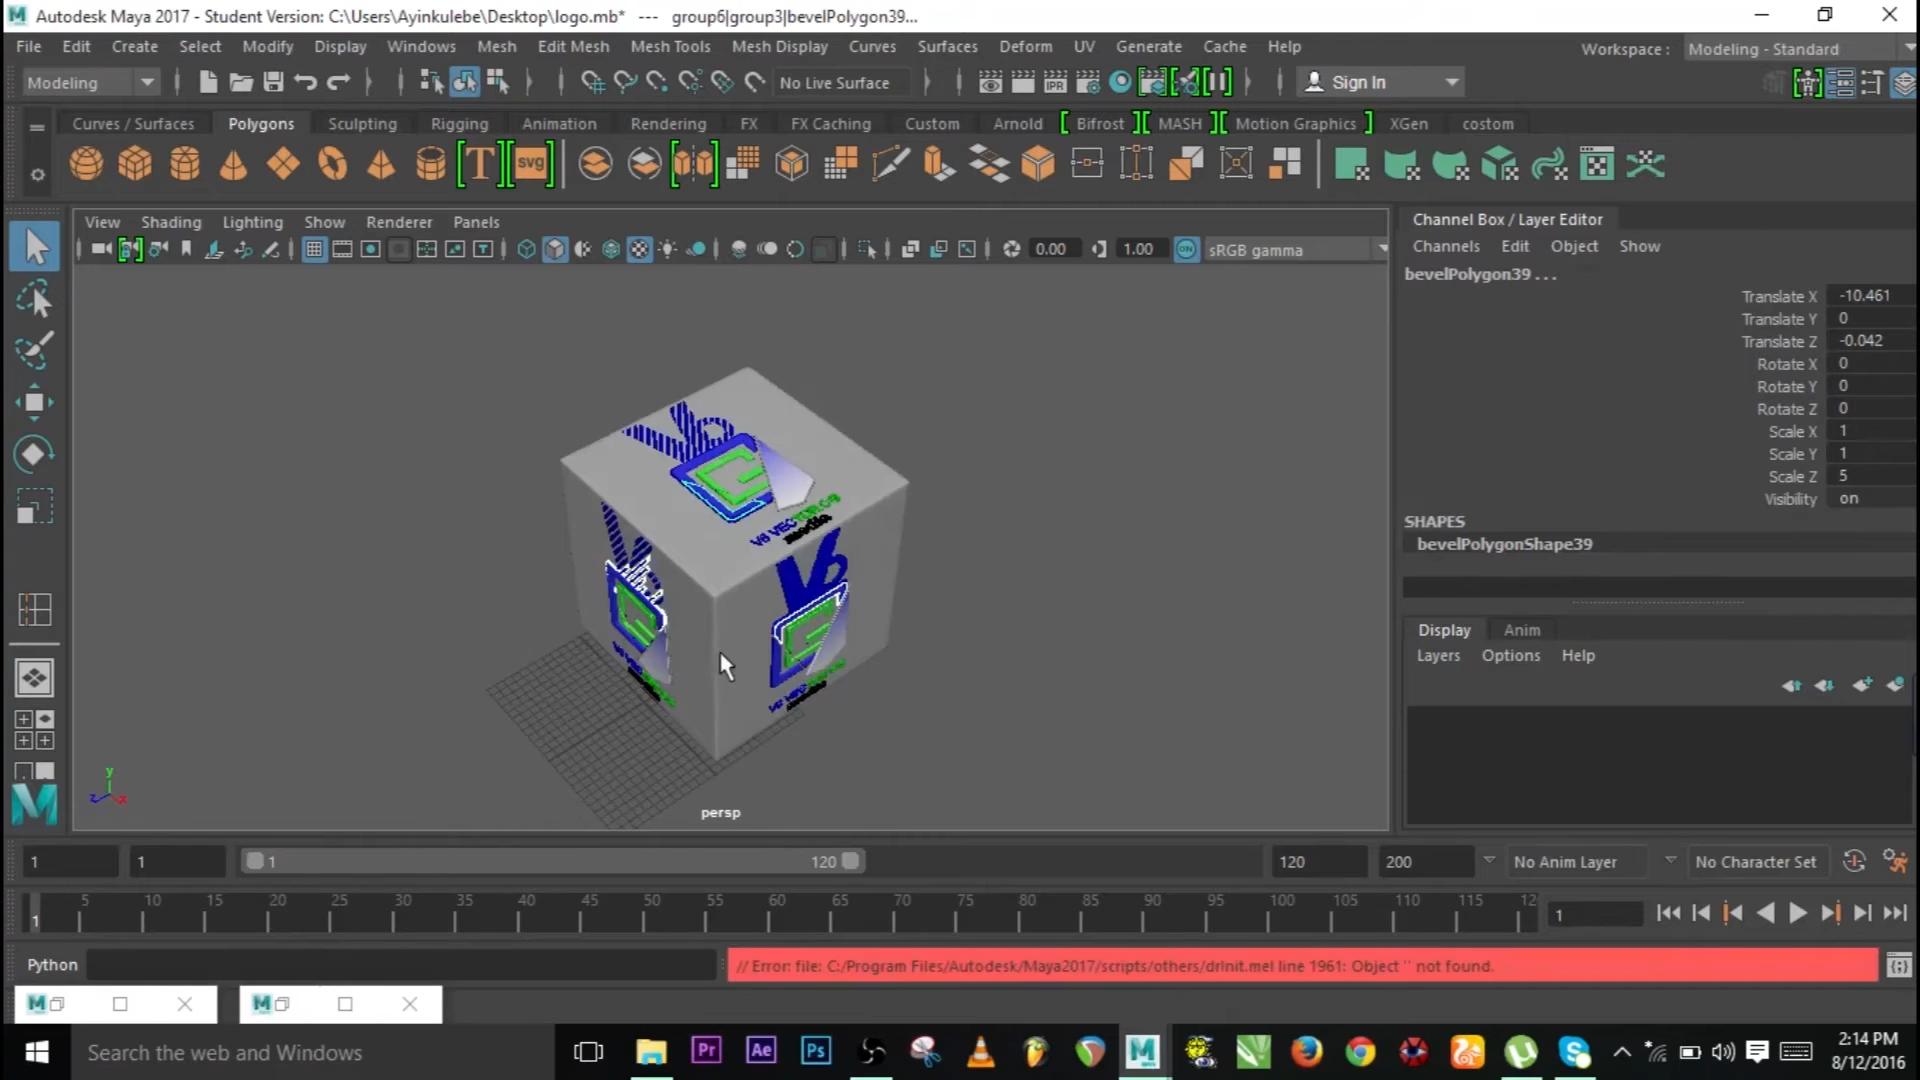 Autodesk Maya 2017 - Student Version: C:\Users\Ayinkulebe\Desktop\logo.mb* --- group6|group3|bevelPolygon39...
File Edit Create Select Modify Display Windows Mesh Edit Mesh Mesh Tools Mesh Display Curves Surfaces Deform UV Generate Cache Help Workspace : Modeling - Standard
Modeling No Live Surface IPR Sign In
Curves / Surfaces Polygons Sculpting Rigging Animation Rendering FX FX Caching Custom Arnold Bifrost MASH Motion Graphics XGen costom
T svg
View Shading Lighting Show Renderer Panels
0.00 1.00 ON sRGB gamma
Channel Box / Layer Editor
Channels Edit Object Show
bevelPolygon39 . . .
Translate X -10.461
Translate Y 0
Translate Z -0.042
Rotate X 0
Rotate Y 0
Rotate Z 0
Scale X 1
Scale Y 1
Scale Z 5
Visibility on
SHAPES
bevelPolygonShape39
Display Anim
Layers Options Help
V6
G
V6
G
G
y
z x
persp
1 1 1 120 120 200 No Anim Layer No Character Set
1 5 10 15 20 25 30 35 40 45 50 55 60 65 70 75 80 85 90 95 100 105 110 115 12 1
Python // Error: file: C:/Program Files/Autodesk/Maya2017/scripts/others/drInit.mel line 1961: Object '' not found.
Search the web and Windows Pr Ae Ps M
2:14 PM
8/12/2016